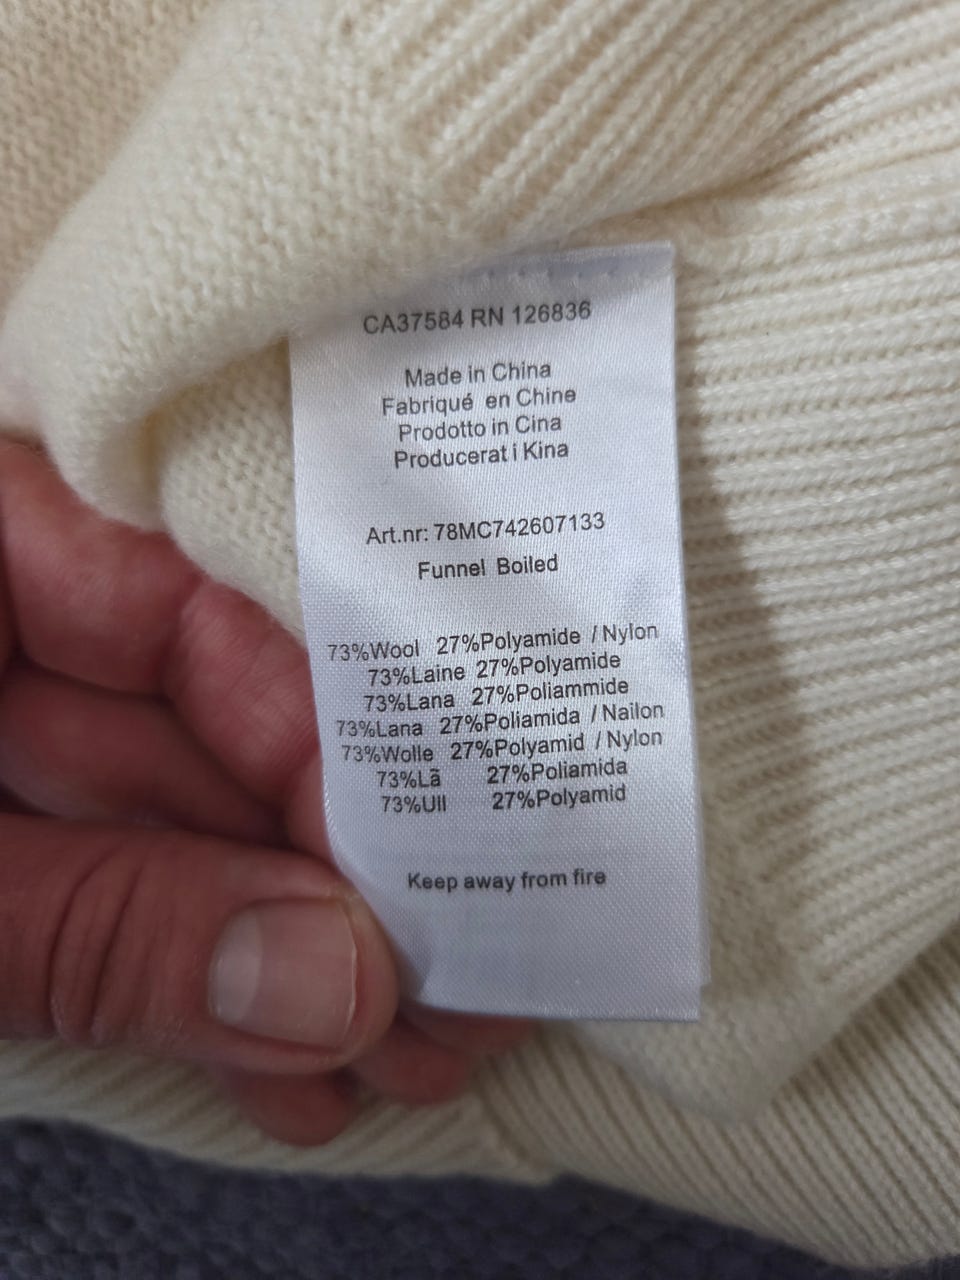 CA37584 RN 126836
Made in China
Fabriqué en Chine
Prodotto in Cina
Producerat i Kina
Art.nr: 78MC742607133
Funnel Boiled
73%Wool 27%Polyamide / Nylon
73%Laine 27%Polyamide
73%Lana 27%Poliammide
73%Lana 27%Poliamida / Nailon
73%Wolle 27%Polyamid / Nylon
73%Lã 27%Poliamida
73%Ull 27%Polyamid
Keep away from fire